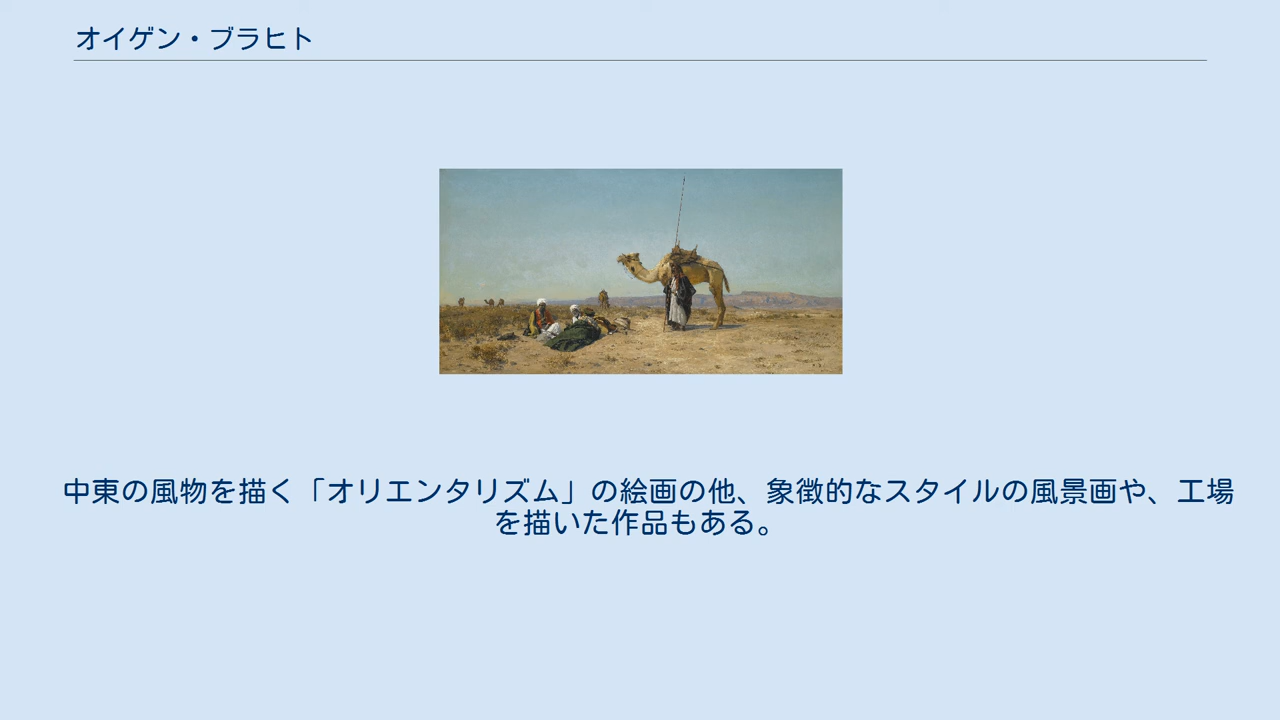 オイゲン・ブラヒト
中東の風物を描く「オリエンタリズム」の絵画の他、象徴的なスタイルの風景画や、工場
を描いた作品もある。